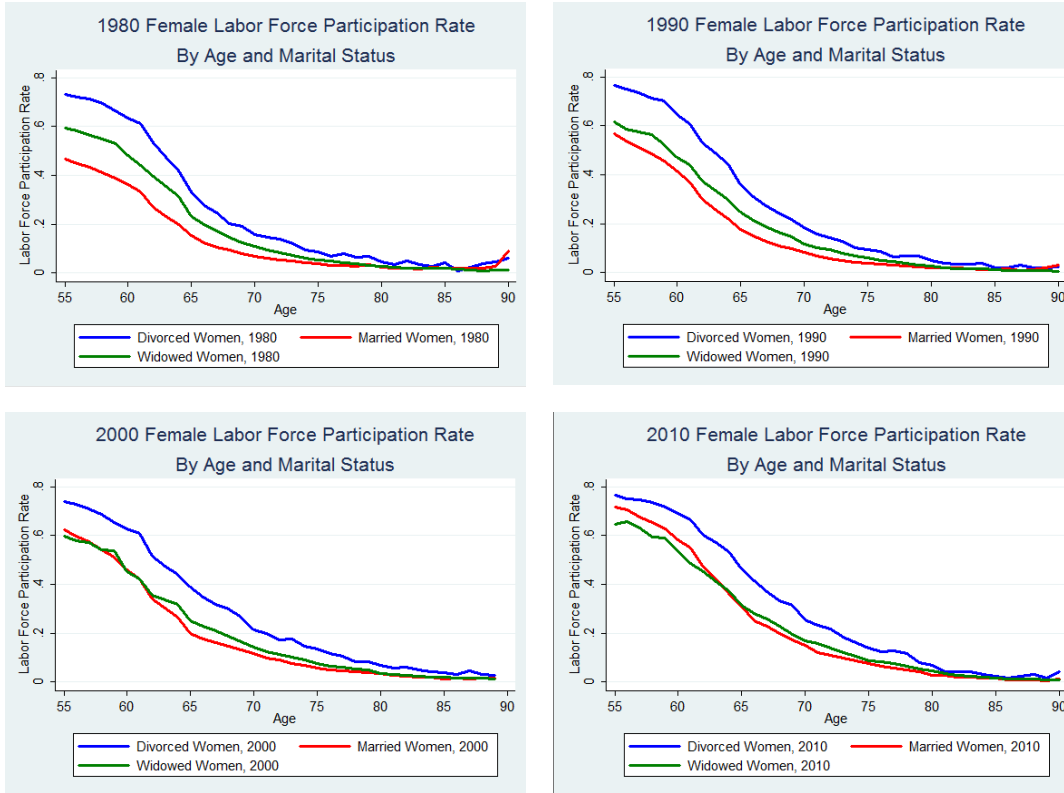 1980 Female Labor Force Participation Rate
By Age and Marital Status
Labor Force Participation Rate
.8
.6
.4
.2
0
55 60 65 70 75 80 85 90
Age
Divorced Women, 1980 Married Women, 1980
Widowed Women, 1980
1990 Female Labor Force Participation Rate
By Age and Marital Status
Labor Force Participation Rate
.8
.6
.4
.2
0
55 60 65 70 75 80 85 90
Age
Divorced Women, 1990 Married Women, 1990
Widowed Women, 1990
2000 Female Labor Force Participation Rate
By Age and Marital Status
Labor Force Participation Rate
.8
.6
.4
.2
0
55 60 65 70 75 80 85 90
Age
Divorced Women, 2000 Married Women, 2000
Widowed Women, 2000
2010 Female Labor Force Participation Rate
By Age and Marital Status
Labor Force Participation Rate
.8
.6
.4
.2
0
55 60 65 70 75 80 85 90
Age
Divorced Women, 2010 Married Women, 2010
Widowed Women, 2010